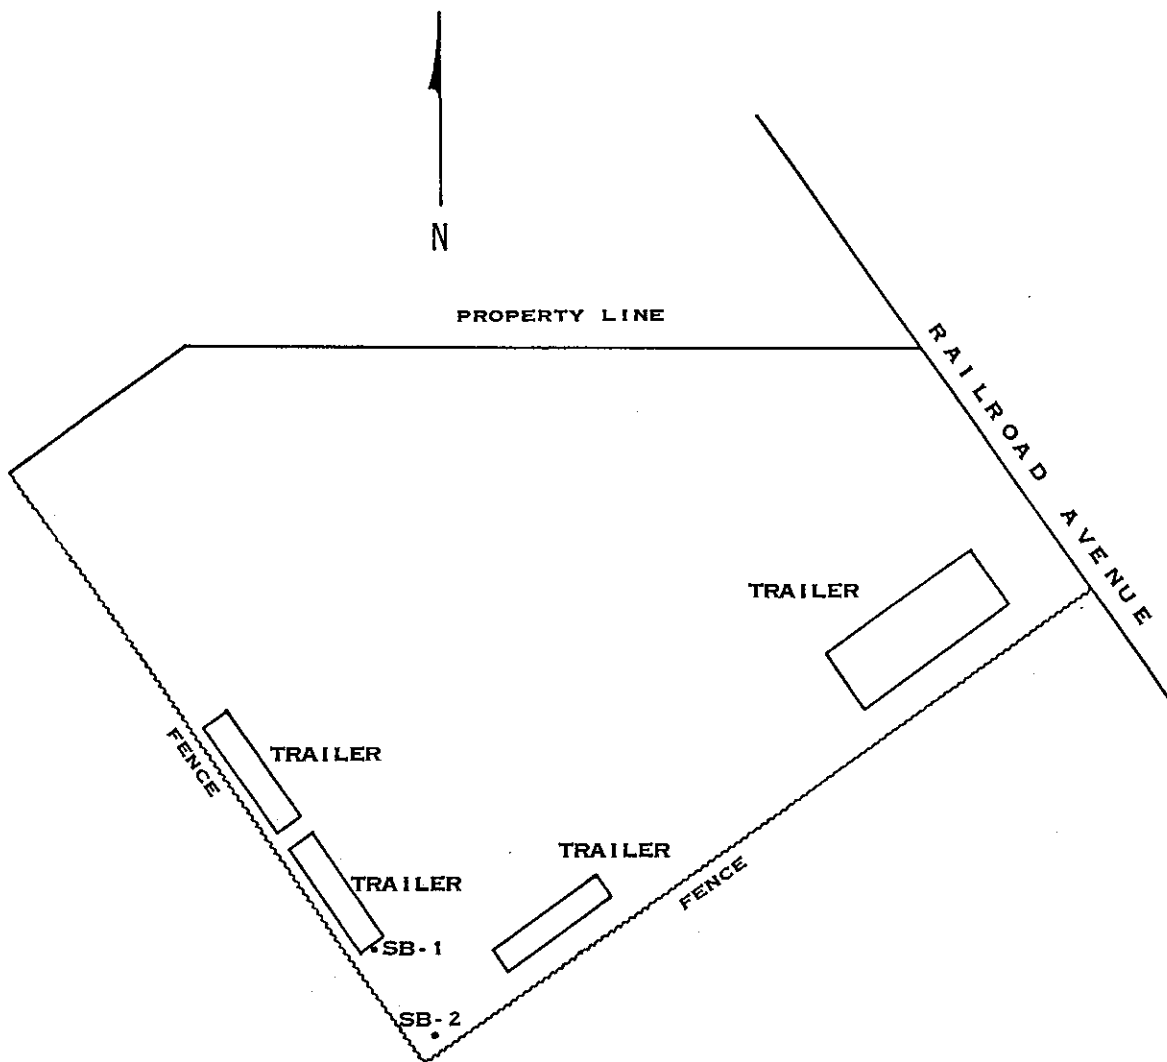 N
PROPERTY LINE
RAILROAD AVENUE
TRAILER
FENCE
TRAILER
TRAILER
TRAILER
FENCE
SB-1
SB-2